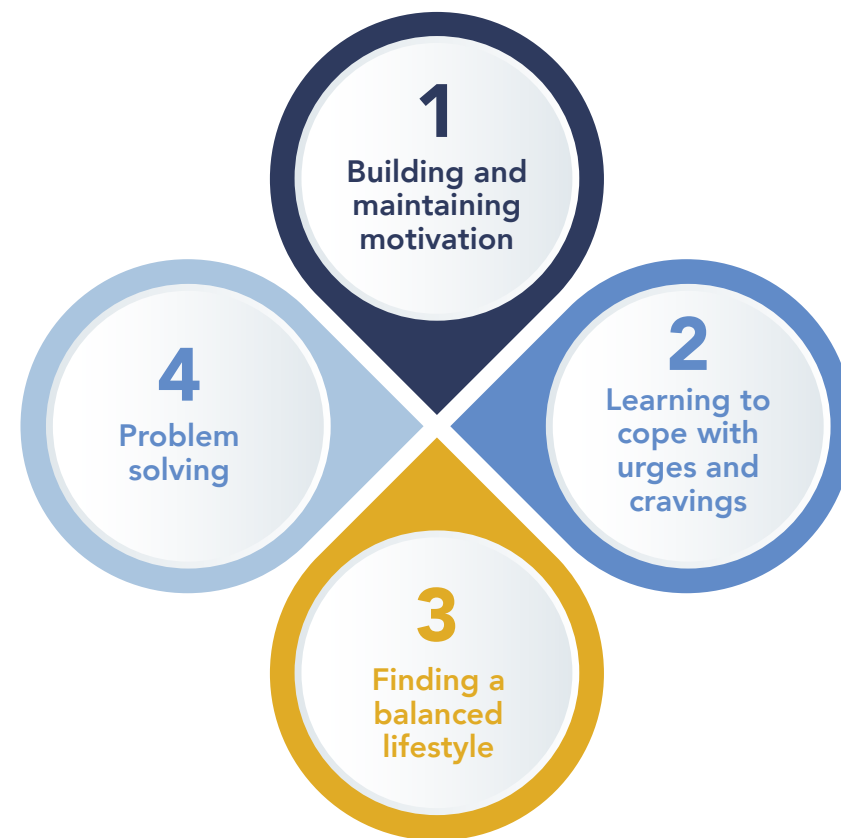 1
Building and
maintaining
motivation
2
Learning to
cope with
urges and
cravings
3
Finding a
balanced
lifestyle
4
Problem
solving